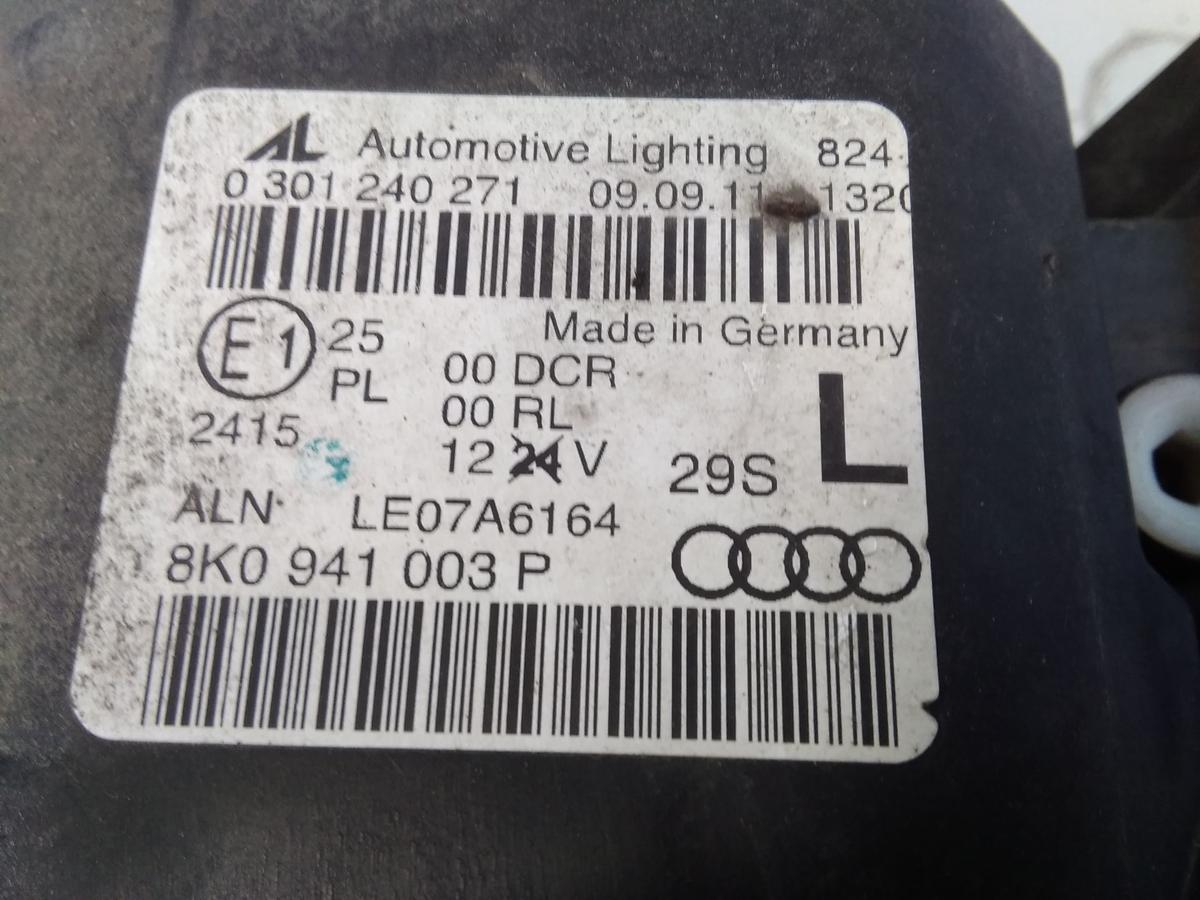 AL Automotive Lighting 824
0 301 240 271 09.09.11 1320
E1 25
Made in Germany
PL 00 DCR
00 RL
L
2415
12 24 V
29S
ALN LE07A6164
8K0 941 003 P